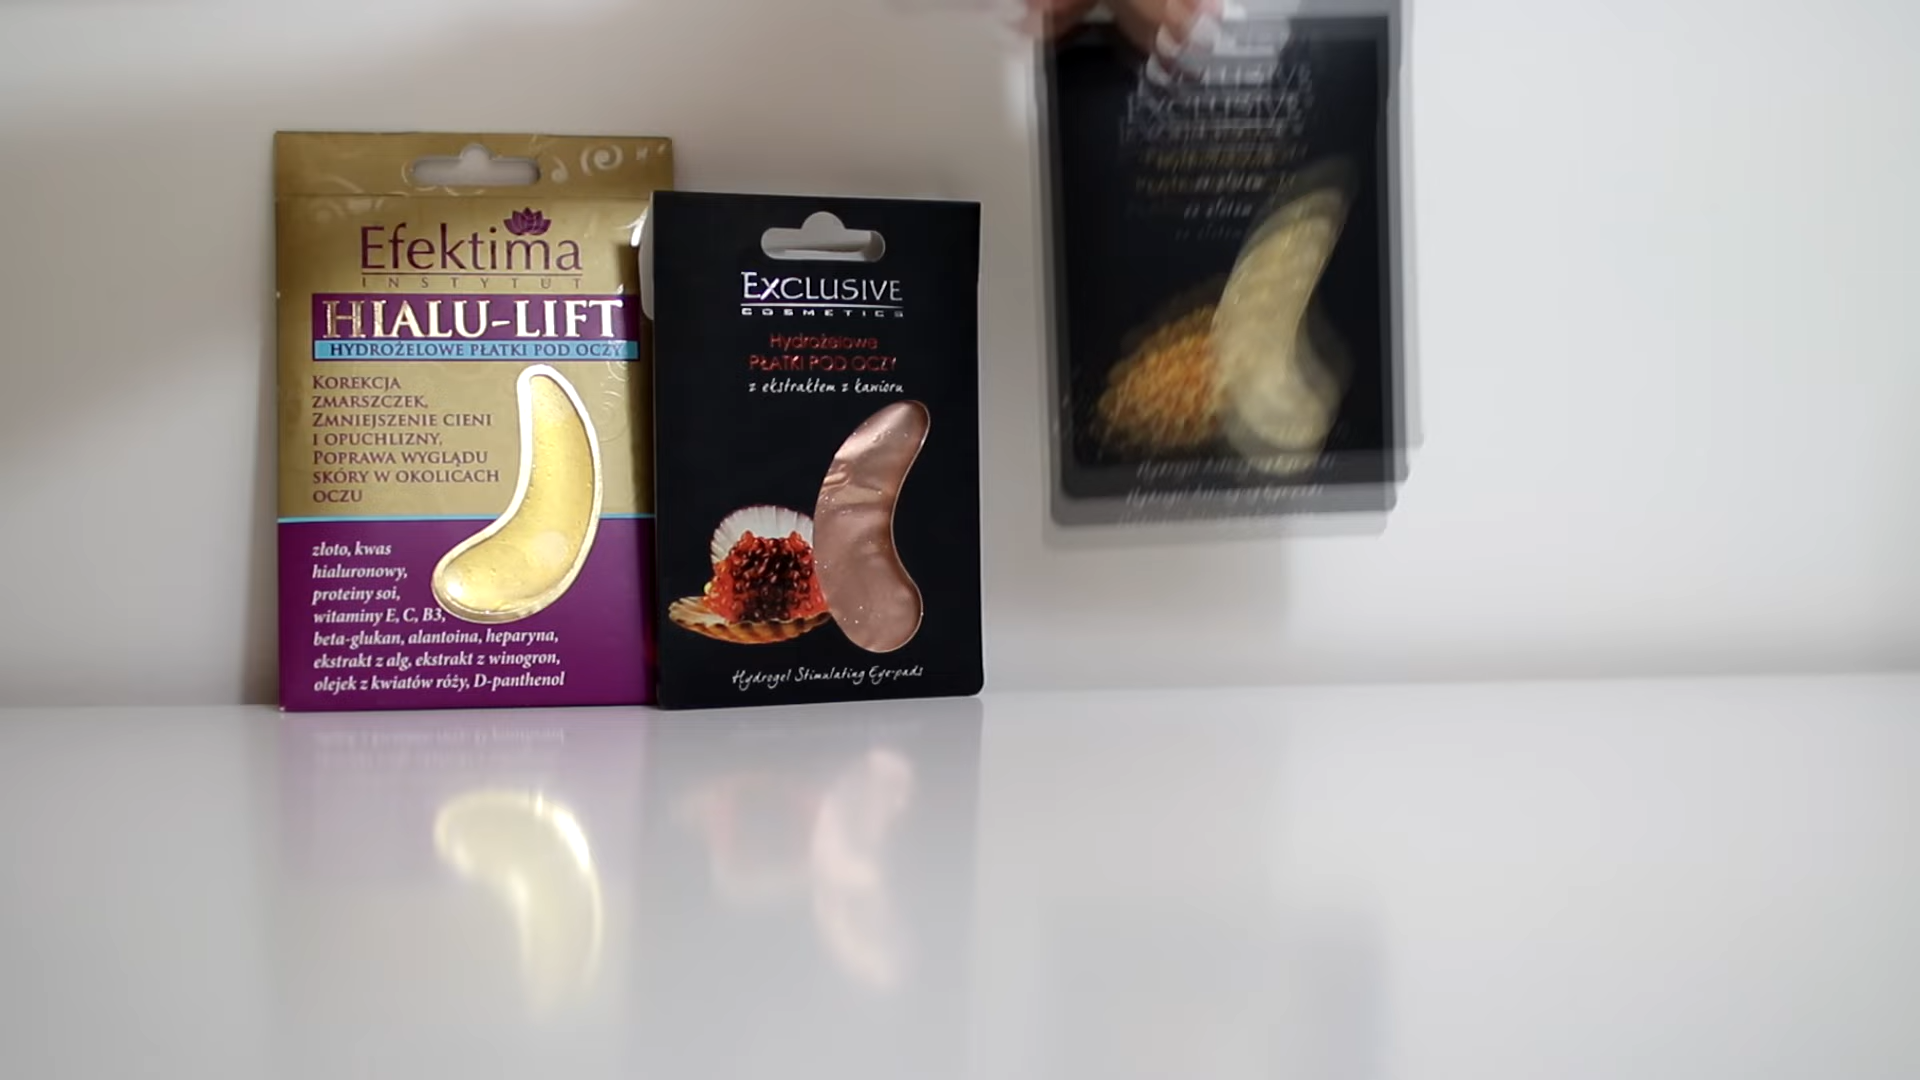 Efektima
INSTYTUT
HIALU-LIFT
HYDROŻELOWE PŁATKI POD OCZY
KOREKCJA
ZMARSZCZEK,
ZMNIEJSZENIE CIENI
I OPUCHLIZNY,
POPRAWA WYGLĄDU
SKÓRY W OKOLICACH
OCZU
złoto, kwas
hialuronowy,
proteiny soi,
witaminy E, C, B3,
beta-glukan, alantoina, heparyna,
ekstrakt z alg, ekstrakt z winogron,
olejek z kwiatów róży, D-panthenol
EXCLUSIVE
COSMETICS
Hydrożelowe
PŁATKI POD OCZY
z ekstraktem z kawioru
Hydrogel Stimulating Eye-pads
EXCLUSIVE